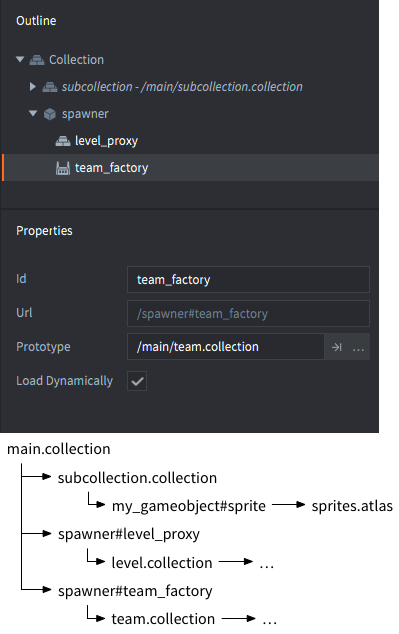 Outline
Collection
subcollection - /main/subcollection.collection
spawner
level_proxy
team_factory
Properties
Id team_factory
Url /spawner#team_factory
Prototype /main/team.collection ...
Load Dynamically
main.collection
subcollection.collection
my_gameobject#sprite sprites.atlas
spawner#level_proxy
level.collection ...
spawner#team_factory
team.collection ...